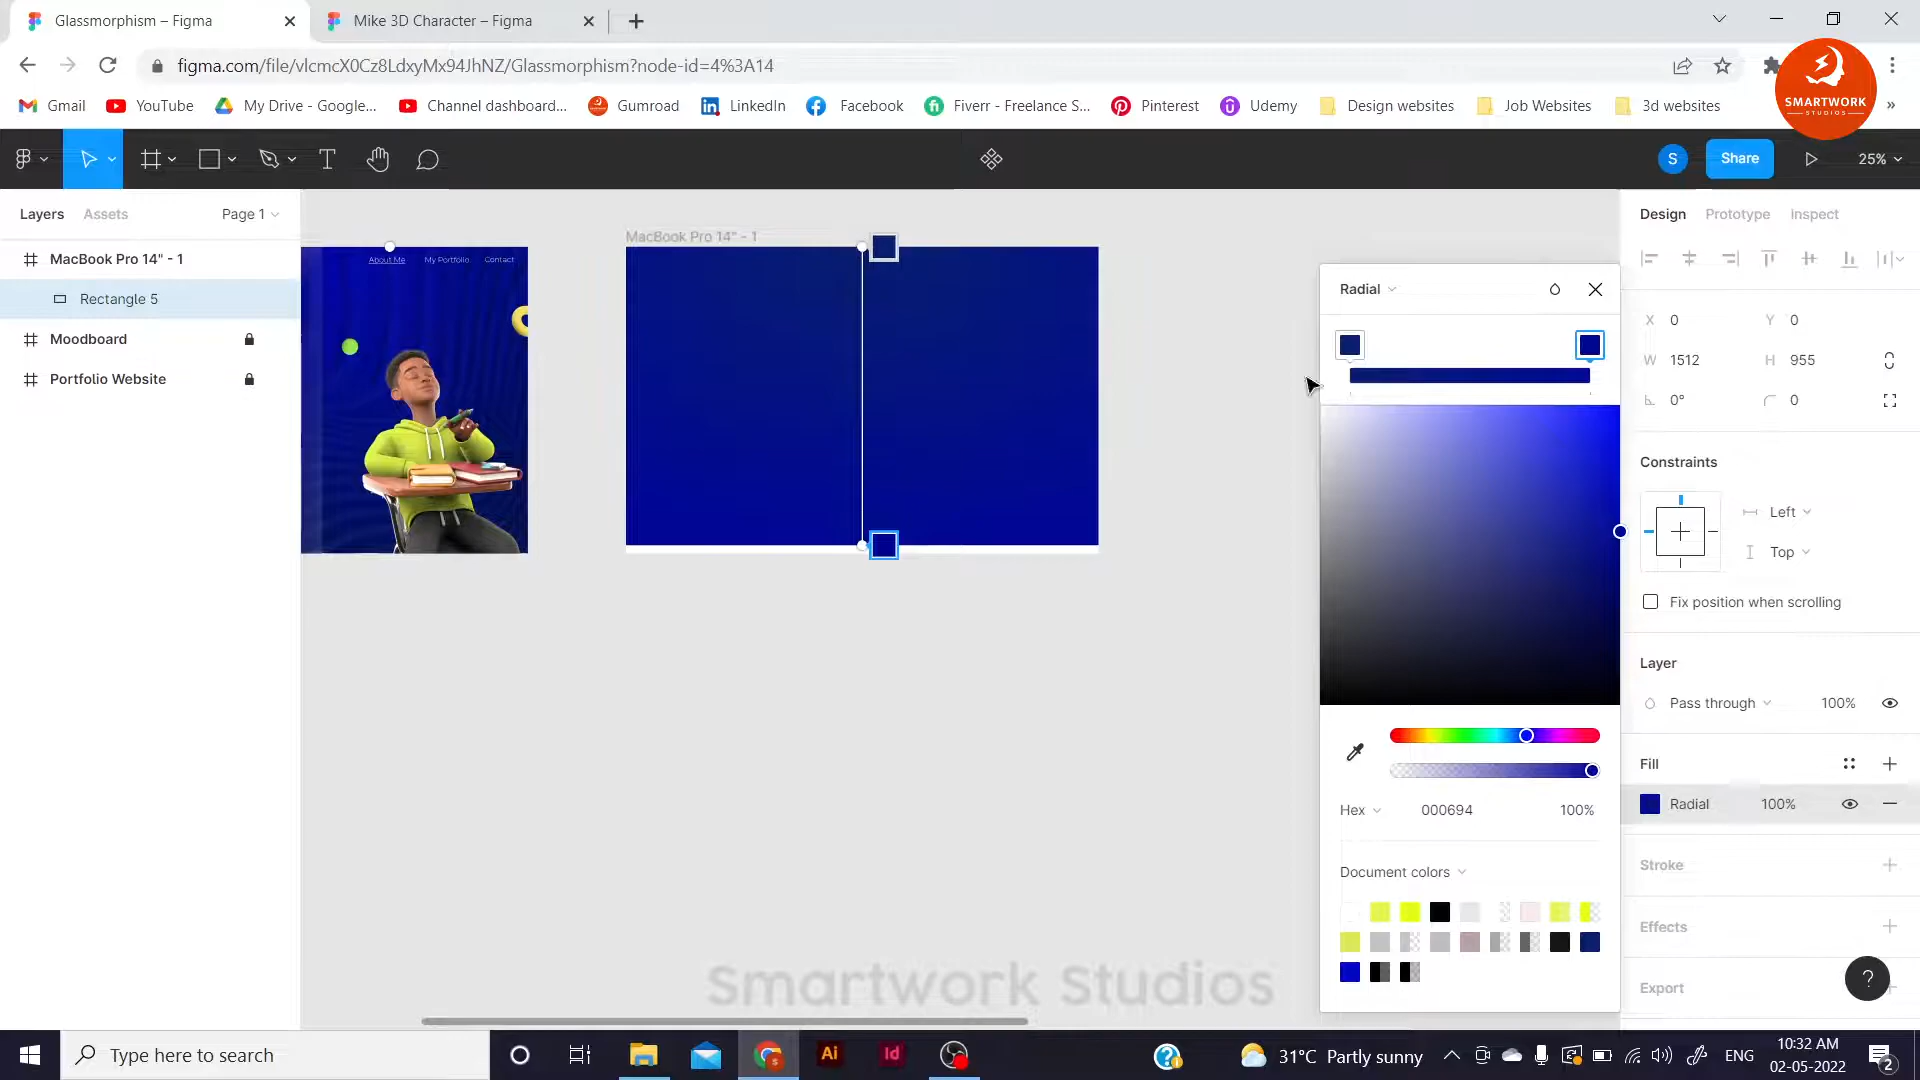 Glassmorphism – Figma
Mike 3D Character – Figma
figma.com/file/vlcmcX0Cz8LdxyMx94JhNZ/Glassmorphism?node-id=4%3A14
SMARTWORK
STUDIOS
Gmail
YouTube
My Drive - Google...
Channel dashboard...
Gumroad
LinkedIn
Facebook
Fiverr - Freelance S...
Pinterest
Udemy
Design websites
Job Websites
3d websites
»
S
Share
25%
Layers
Assets
Page 1
MacBook Pro 14" - 1
Rectangle 5
Moodboard
Portfolio Website
About Me
My Portfolio
Contact
MacBook Pro 14" - 1
Smartwork Studios
Radial
Hex
000694
100%
Document colors
Design
Prototype
Inspect
X 0
Y 0
W 1512
H 955
0°
0
Constraints
Left
Top
Fix position when scrolling
Layer
Pass through
100%
Fill
Radial
100%
Stroke
Effects
Export
?
Type here to search
Ai
Id
31°C Partly sunny
ENG
10:32 AM
02-05-2022
2